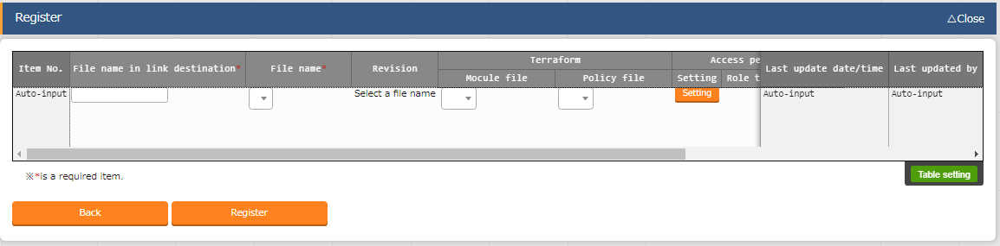 Register
△Close
Item No. File name in link destination* File name* Revision Terraform Access pe Last update date/time Last updated by
Mocule file Policy file Setting Role t
Auto-input Select a file name Setting Auto-input Auto-input
※*is a required item.
Table setting
Back Register